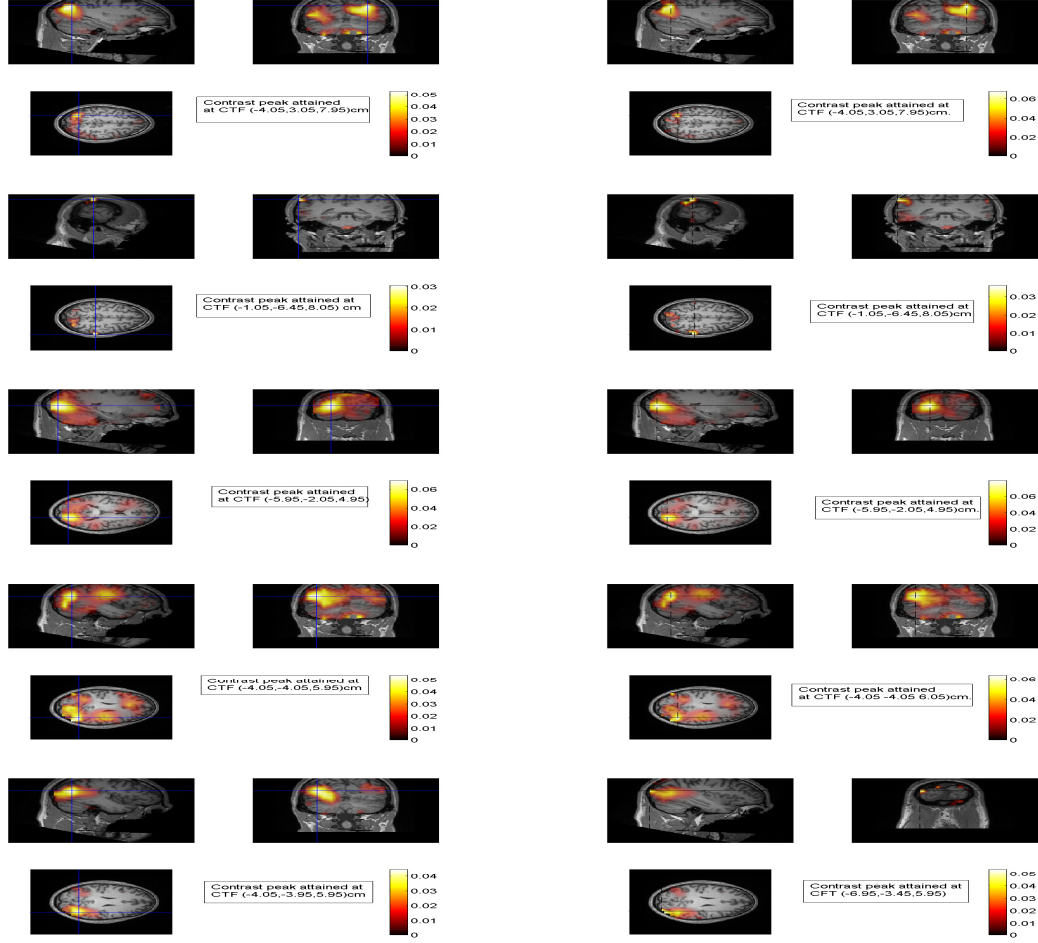 Contrast peak attained
at CTF (-4.05,3.05,7.95)cm
0.05
0.04
0.03
0.02
0.01
0
Contrast peak attained at
CTF (-4.05,3.05,7.95)cm.
0.06
0.04
0.02
0
Contrast peak attained at
CTF (-1.05,-6.45,8.05) cm
0.03
0.02
0.01
0
Contrast peak attained at
CTF (-1.05,-6.45,8.05)cm
0.03
0.02
0.01
0
Contrast peak attained
at CTF (-5.95,-2.05,4.95)
0.06
0.04
0.02
0
Contrast peak attained at
CTF (-5.95,-2.05,4.95)cm.
0.06
0.04
0.02
0
Contrast peak attained at
CTF (-4.05,-4.05,5.95)cm
0.05
0.04
0.03
0.02
0.01
0
Contrast peak attained
at CTF (-4.05 -4.05 6.05)cm.
0.06
0.04
0.02
0
Contrast peak attained at
CTF (-4.05,-3.95,5.95)cm
0.04
0.03
0.02
0.01
0
Contrast peak attained at
CFT (-6.95,-3.45,5.95)
0.05
0.04
0.03
0.02
0.01
0